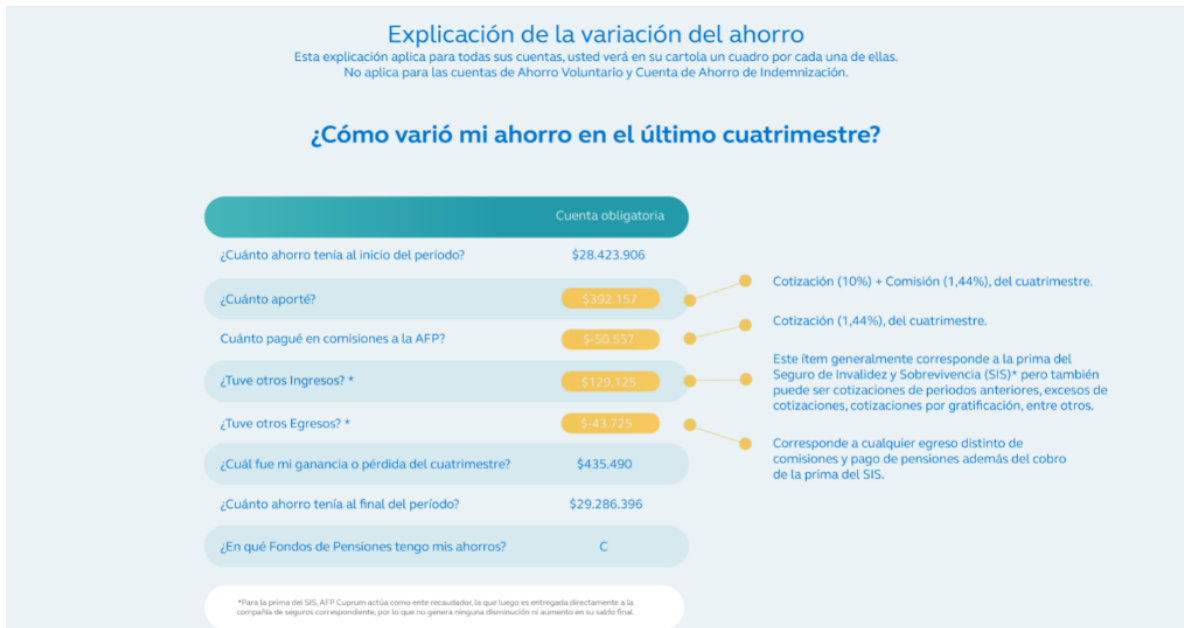 Explicación de la variación del ahorro
Esta explicación aplica para todas sus cuentas, usted verá en su cartola un cuadro por cada una de ellas.
No aplica para las cuentas de Ahorro Voluntario y Cuenta de Ahorro de Indemnización.
¿Cómo varió mi ahorro en el último cuatrimestre?
Cuenta obligatoria
¿Cuánto ahorro tenía al inicio del período? $28.423.906
¿Cuánto aporté? $392.157
Cotización (10%) + Comisión (1,44%), del cuatrimestre.
Cuánto pagué en comisiones a la AFP? $-50.557
Cotización (1,44%), del cuatrimestre.
¿Tuve otros Ingresos? * $129.125
Este ítem generalmente corresponde a la prima del
Seguro de Invalidez y Sobrevivencia (SIS)* pero también
puede ser cotizaciones de periodos anteriores, excesos de
cotizaciones, cotizaciones por gratificación, entre otros.
¿Tuve otros Egresos? * $-43.725
Corresponde a cualquier egreso distinto de
comisiones y pago de pensiones además del cobro
de la prima del SIS.
¿Cuál fue mi ganancia o pérdida del cuatrimestre? $435.490
¿Cuánto ahorro tenía al final del período? $29.286.396
¿En qué Fondos de Pensiones tengo mis ahorros? C
*Para la prima del SIS, AFP Cuprum actúa como ente recaudador, la que luego es entregada directamente a la
compañía de seguros correspondiente, por lo que no genera ninguna disminución ni aumento en su saldo final.